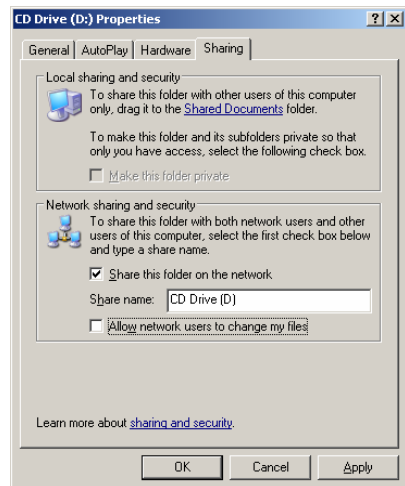 CD Drive (D:) Properties
General AutoPlay Hardware Sharing
Local sharing and security
To share this folder with other users of this computer
only, drag it to the Shared Documents folder.
To make this folder and its subfolders private so that
only you have access, select the following check box.
Make this folder private
Network sharing and security
To share this folder with both network users and other
users of this computer, select the first check box below
and type a share name.
Share this folder on the network
Share name: CD Drive (D)
Allow network users to change my files
Learn more about sharing and security.
OK Cancel Apply